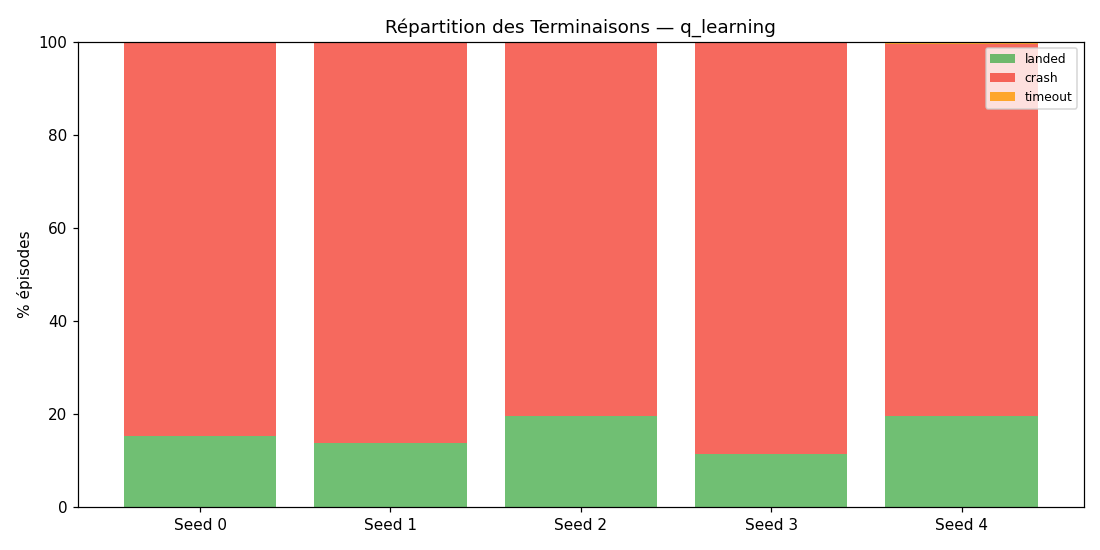 Répartition des Terminaisons — q_learning
100
80
60
40
20
0
% épisodes
landed
crash
timeout
Seed 0
Seed 1
Seed 2
Seed 3
Seed 4